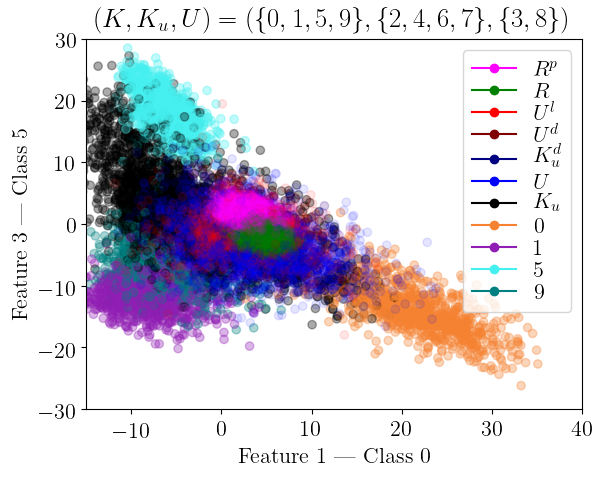 (K, K_u, U) = ({0, 1, 5, 9}, {2, 4, 6, 7}, {3, 8})
30
20
10
0
−10
−20
−30
−10 0 10 20 30 40
Feature 3 — Class 5
Feature 1 — Class 0
R^p
R
U^l
U^d
K_u^d
U
K_u
0
1
5
9